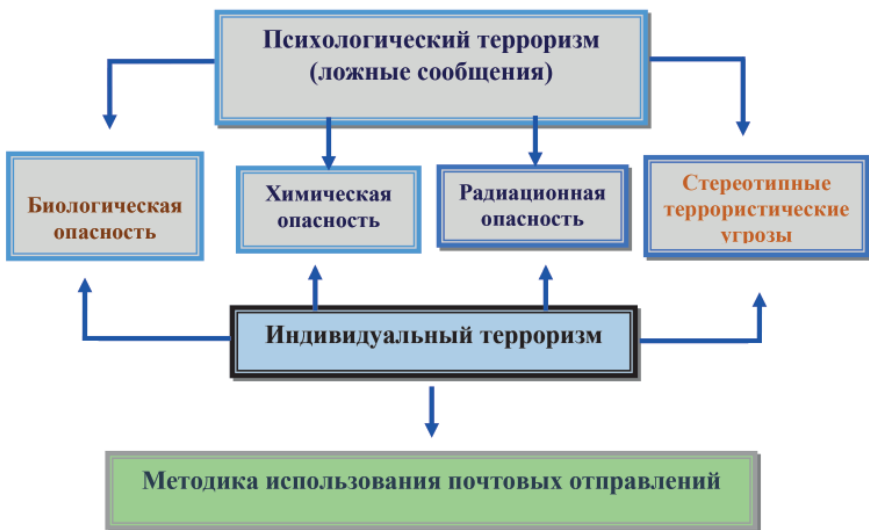 Психологический терроризм
(ложные сообщения)
Биологическая
опасность
Химическая
опасность
Радиационная
опасность
Стереотипные
террористические
угрозы
Индивидуальный терроризм
Методика использования почтовых отправлений